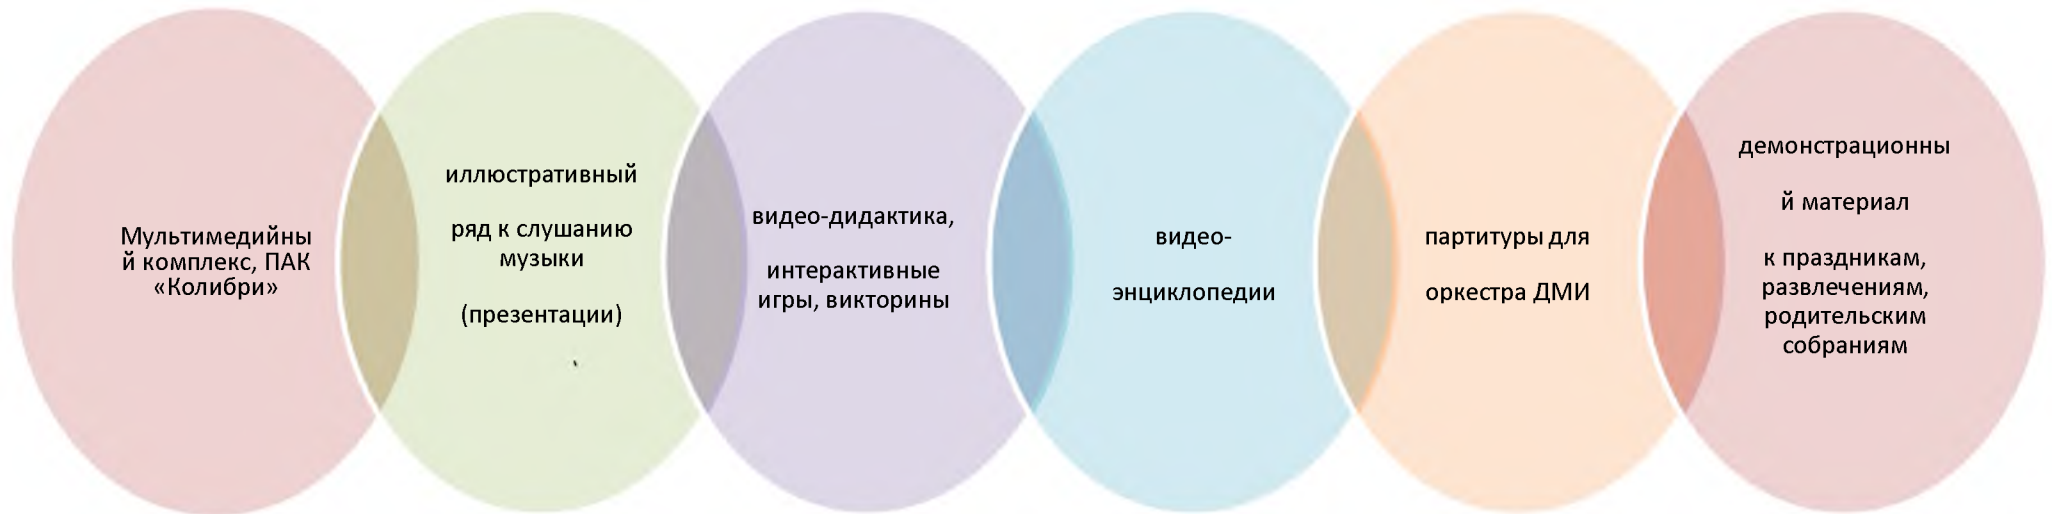 Мультимедийны
й комплекс, ПАК
«Колибри»
иллюстративный
ряд к слушанию
музыки
(презентации)
видео-дидактика,
интерактивные
игры, викторины
видео-
энциклопедии
партитуры для
оркестра ДМИ
демонстрационны
й материал
к праздникам,
развлечениям,
родительским
собраниям